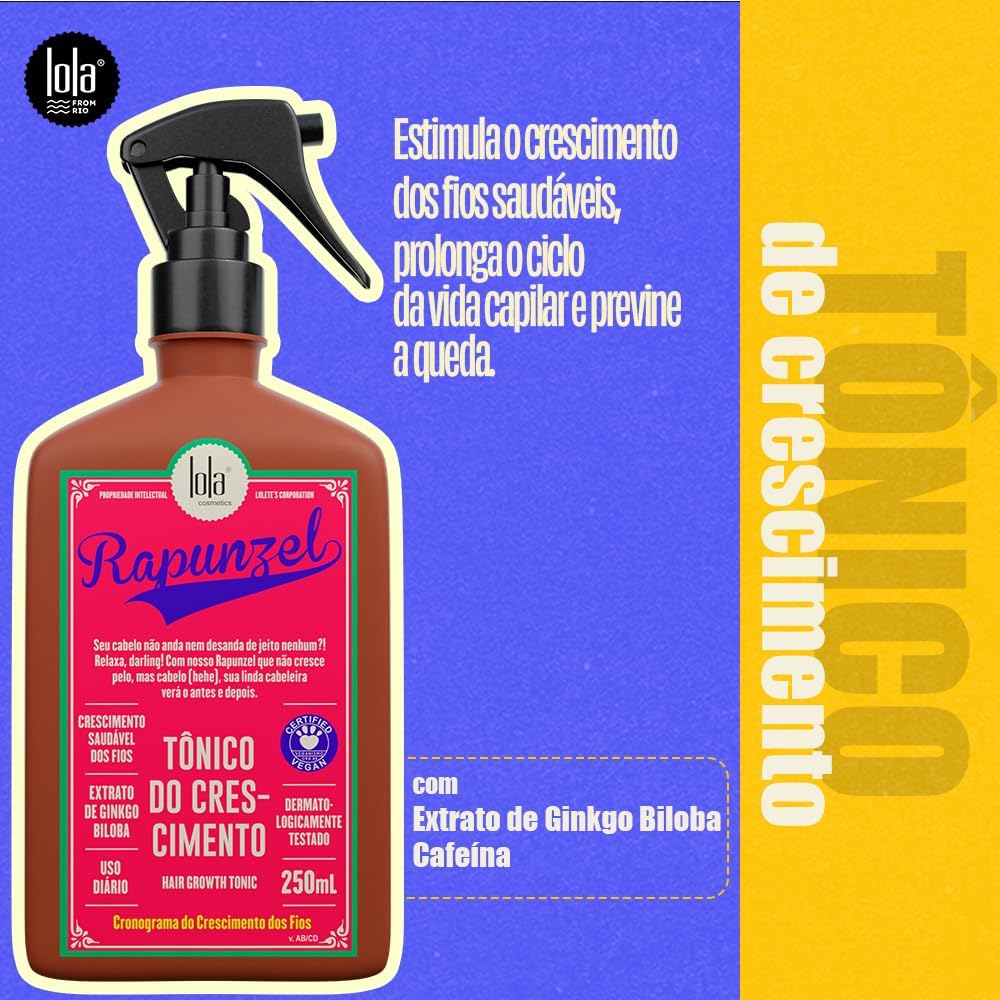 lola®
FROM
RIO
Estimula o crescimento
dos fios saudáveis,
prolonga o ciclo
da vida capilar e previne
a queda.
TÔNICO
de crescimento
lola®
cosmetics
PROPRIEDADE INTELECTUAL
LOLETE'S CORPORATION
Rapunzel
Seu cabelo não anda nem desanda de jeito nenhum?!
Relaxa, darling! Com nosso Rapunzel que não cresce
pelo, mas cabelo (hehe), sua linda cabeleira
verá o antes e depois.
CRESCIMENTO
SAUDÁVEL
DOS FIOS
EXTRATO
DE GINKGO
BILOBA
USO
DIÁRIO
TÔNICO
DO CRES-
CIMENTO
HAIR GROWTH TONIC
CERTIFIED
VEGAN
DERMATO-
LOGICAMENTE
TESTADO
250mL
Cronograma do Crescimento dos Fios
v. AB/CD
com
Extrato de Ginkgo Biloba
Cafeína